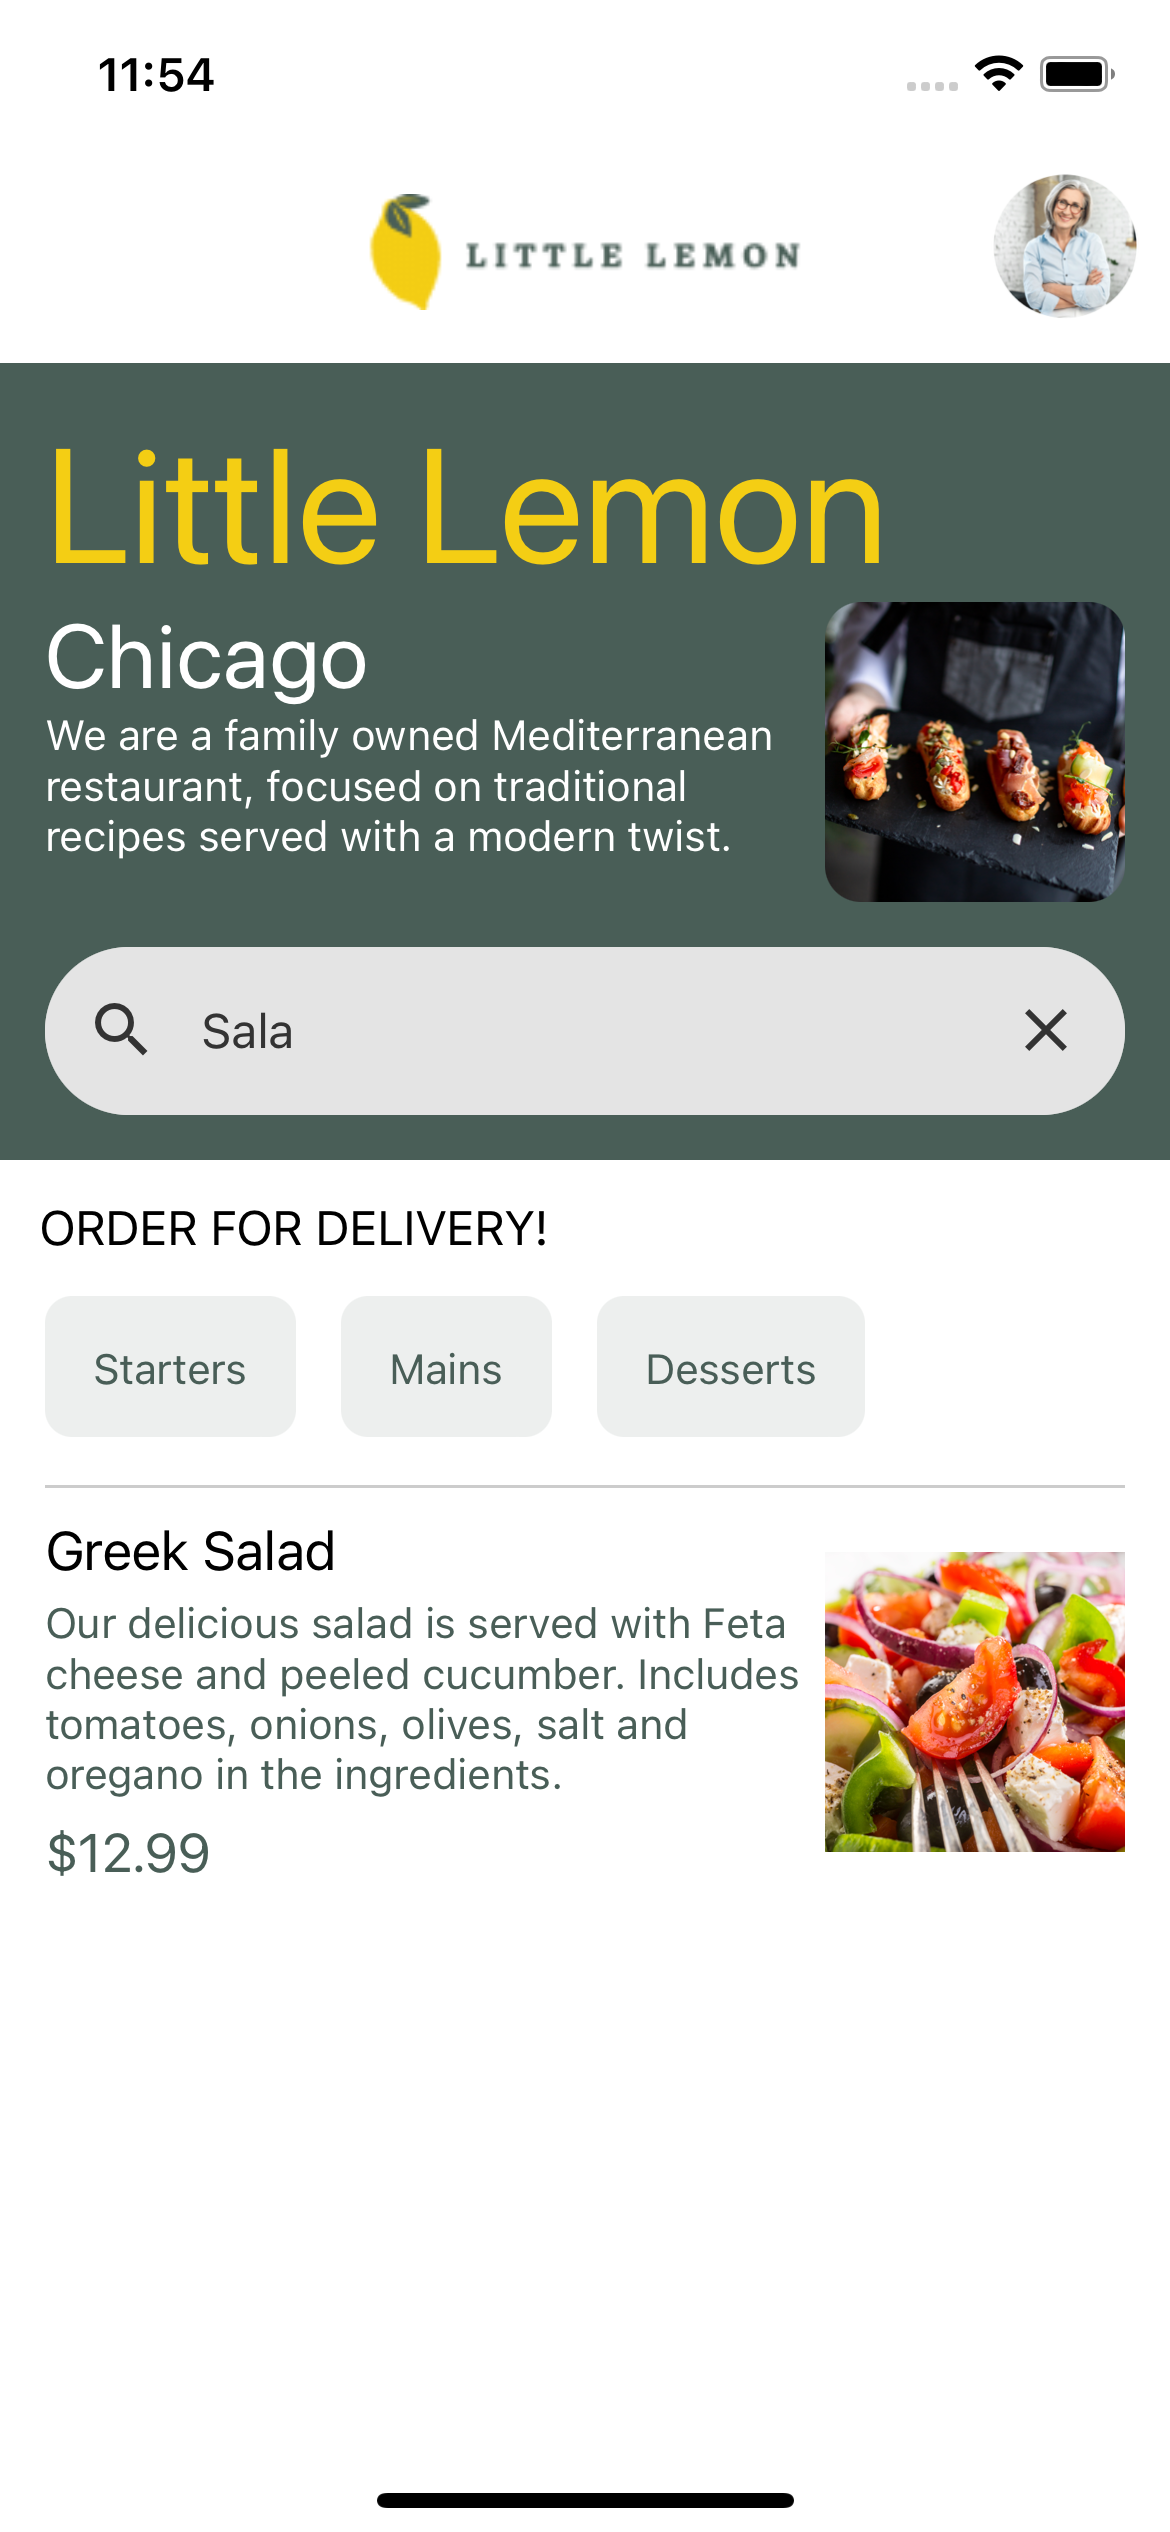 11:54
LITTLE LEMON
Little Lemon
Chicago
We are a family owned Mediterranean
restaurant, focused on traditional
recipes served with a modern twist.
Sala
ORDER FOR DELIVERY!
Starters
Mains
Desserts
Greek Salad
Our delicious salad is served with Feta
cheese and peeled cucumber. Includes
tomatoes, onions, olives, salt and
oregano in the ingredients.
$12.99